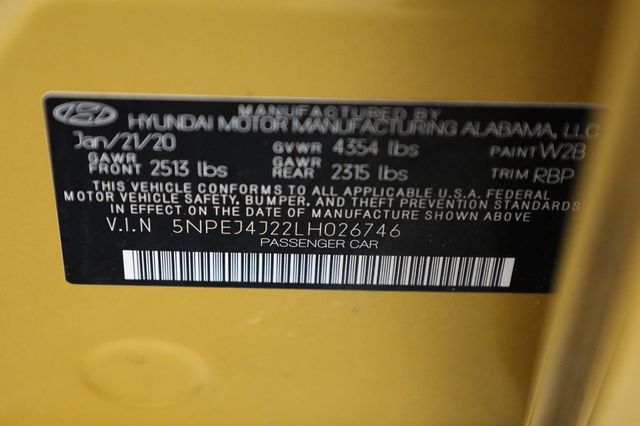 MANUFACTURED BY
HYUNDAI MOTOR MANUFACTURING ALABAMA, LLC
Jan/21/20 GVWR 4354 lbs PAINT W2B
GAWR FRONT 2513 lbs GAWR REAR 2315 lbs TRIM RBP
THIS VEHICLE CONFORMS TO ALL APPLICABLE U.S.A. FEDERAL
MOTOR VEHICLE SAFETY, BUMPER, AND THEFT PREVENTION STANDARDS
IN EFFECT ON THE DATE OF MANUFACTURE SHOWN ABOVE
V.I.N 5NPEJ4J22LH026746
PASSENGER CAR